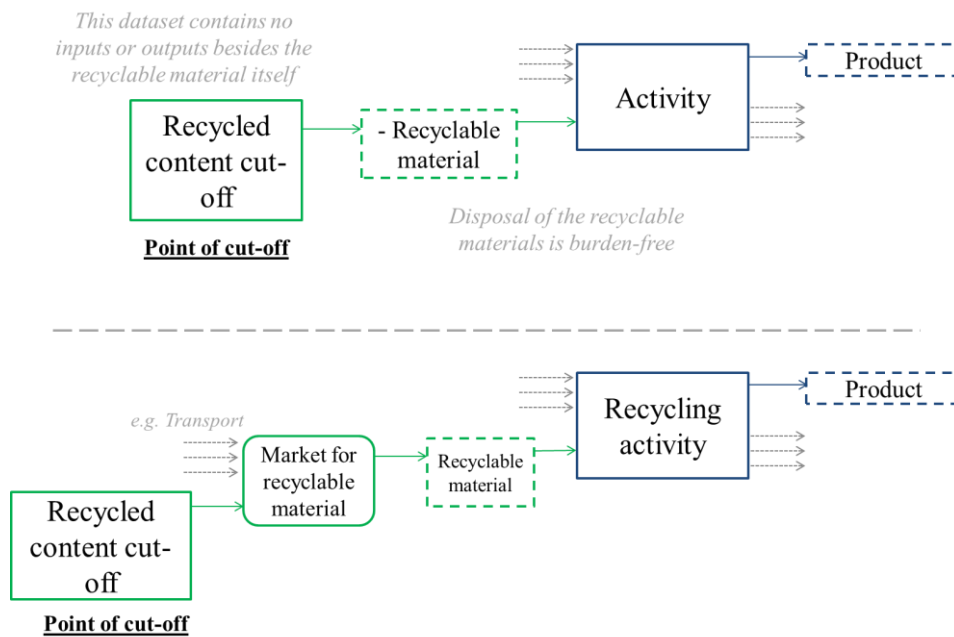 This dataset contains no
inputs or outputs besides the
recyclable material itself
Recycled
content cut-
off
Point of cut-off
- Recyclable
material
Activity
Product
Disposal of the recyclable
materials is burden-free
e.g. Transport
Recycled
content cut-
off
Point of cut-off
Market for
recyclable
material
Recyclable
material
Recycling
activity
Product